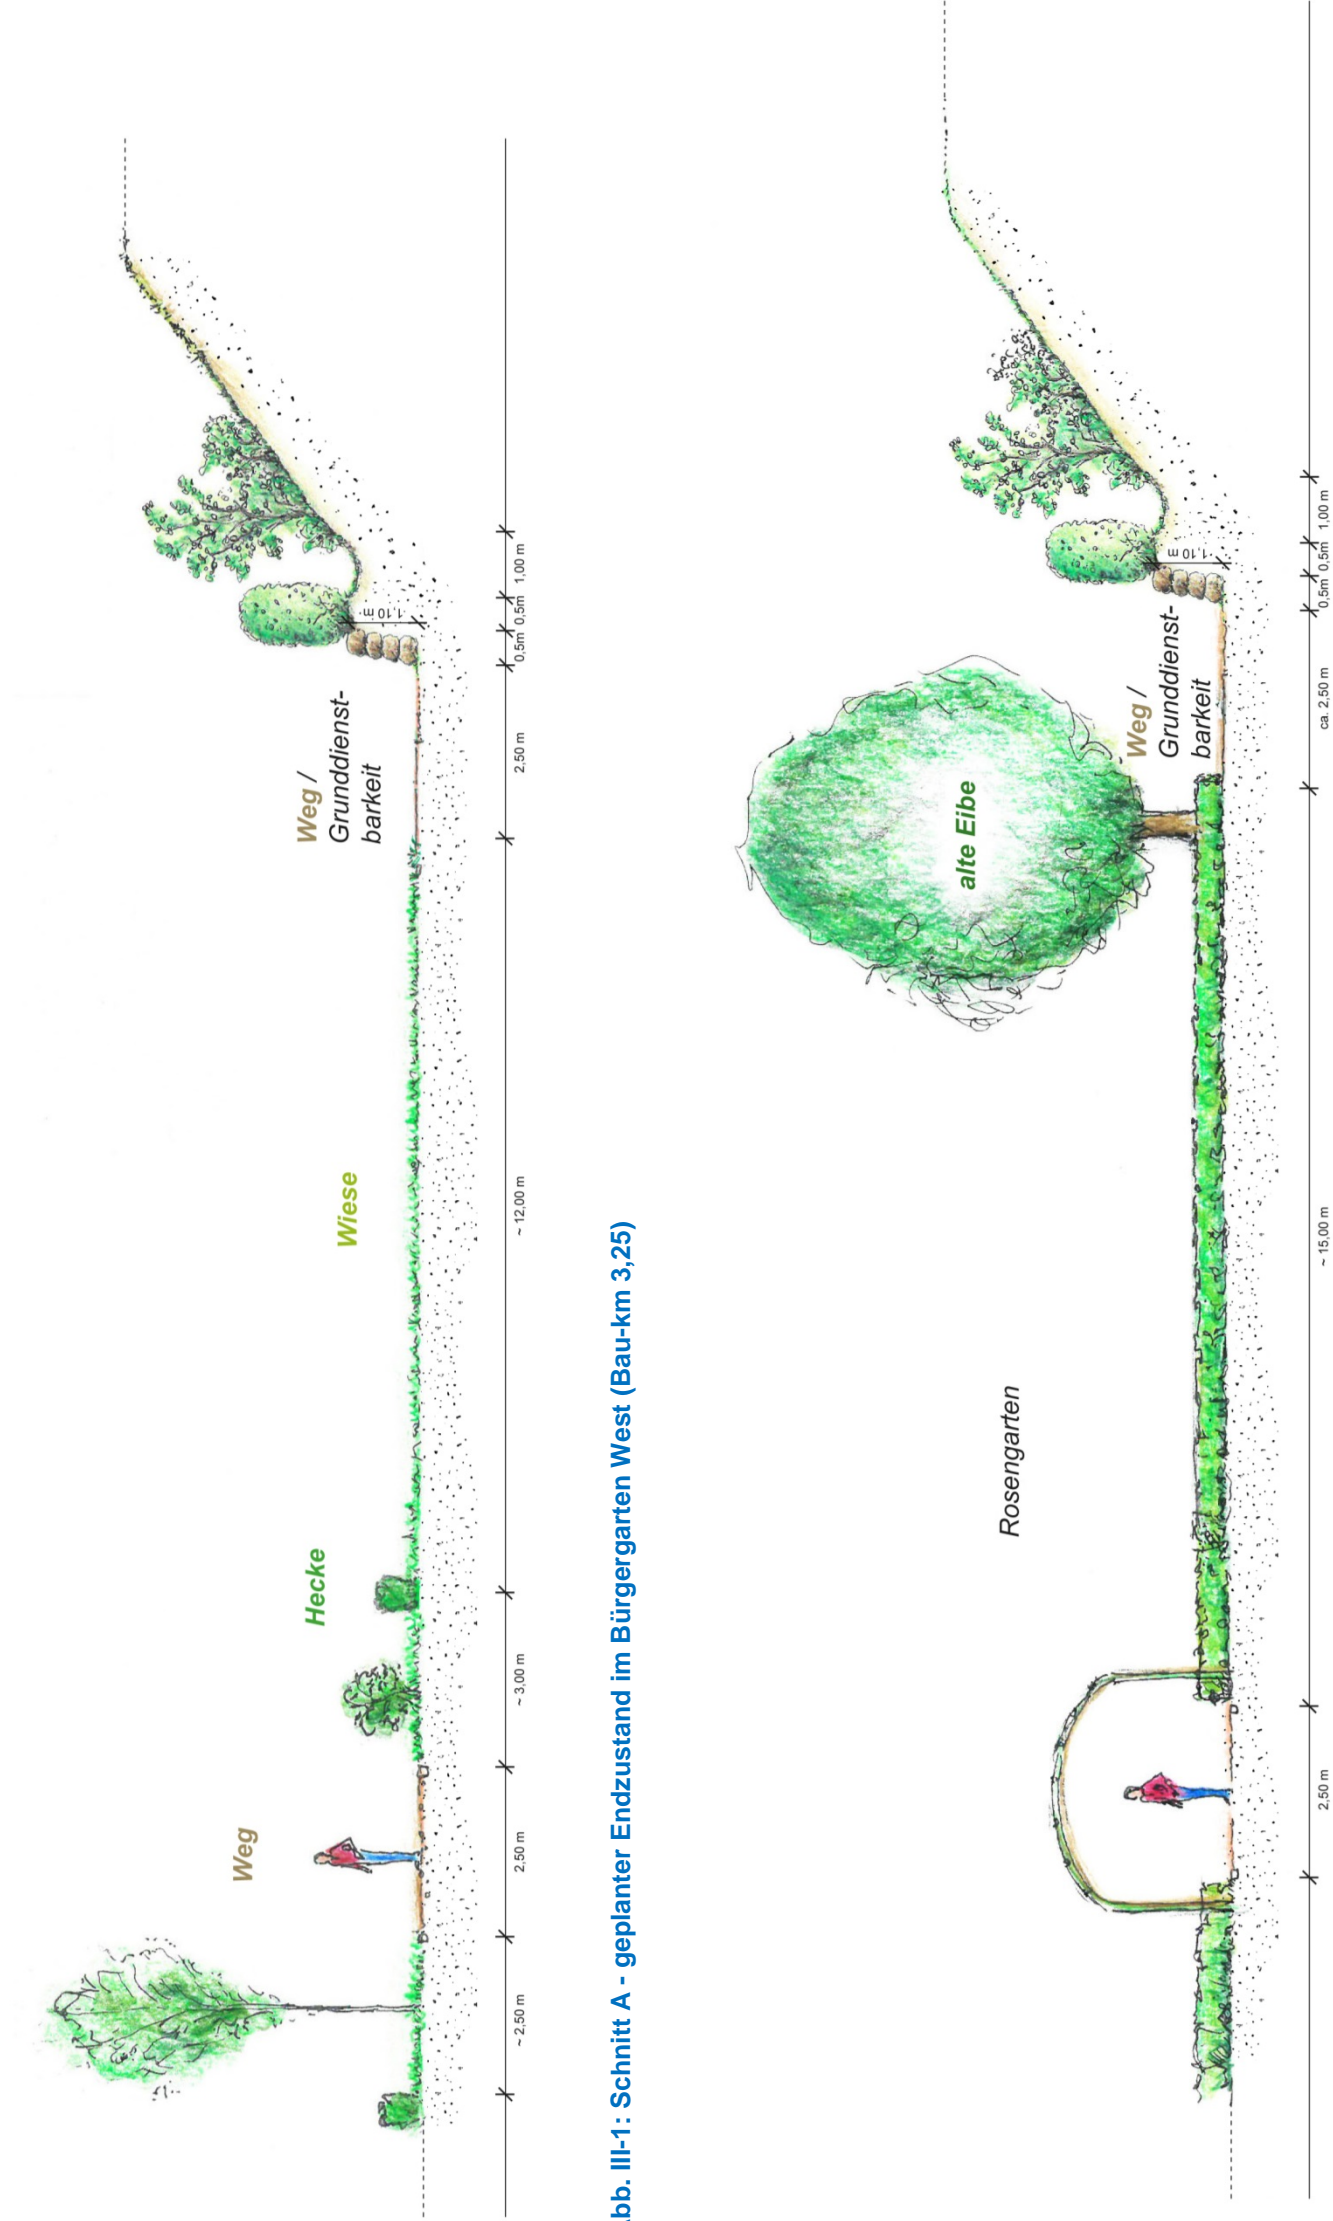 Weg
Hecke
Wiese
Weg /
Grunddienst-
barkeit
1,10 m
~ 2,50 m
2,50 m
~ 3,00 m
~ 12,00 m
2,50 m
0,5m
0,5m
1,00 m
bb. III-1: Schnitt A - geplanter Endzustand im Bürgergarten West (Bau-km 3,25)
Rosengarten
alte Eibe
Weg /
Grunddienst-
barkeit
1,10 m
2,50 m
~ 15,00 m
ca. 2,50 m
0,5m
0,5m
1,00 m